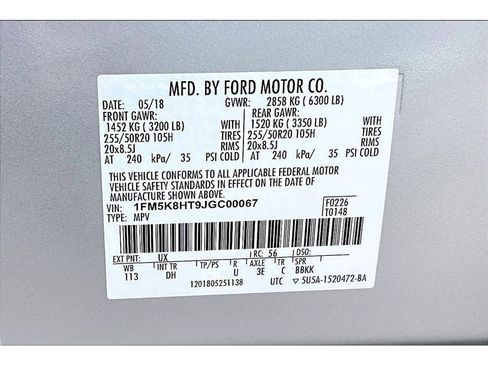 MFD. BY FORD MOTOR CO.
DATE: 05/18 GVWR: 2858 KG ( 6300 LB)
FRONT GAWR: REAR GAWR:
1452 KG ( 3200 LB) 1520 KG ( 3350 LB)
255/50R20 105H TIRES 255/50R20 105H TIRES
20x8.5J RIMS 20x8.5J RIMS
AT 240 kPa/ 35 PSI COLD AT 240 kPa/ 35 PSI COLD
THIS VEHICLE CONFORMS TO ALL APPLICABLE FEDERAL MOTOR
VEHICLE SAFETY STANDARDS IN EFFECT ON THE DATE OF
MANUFACTURE SHOWN ABOVE.
VIN: 1FM5K8HT9JGC00067 F0226
TYPE: MPV T0148
EXT PNT: UX RC: 56 DSO:
WB INT TR TP/PS R AXLE TR SPR
113 DH U 3E C BBKK
1201805251138 UTC ▽ 5U5A-1520472-BA